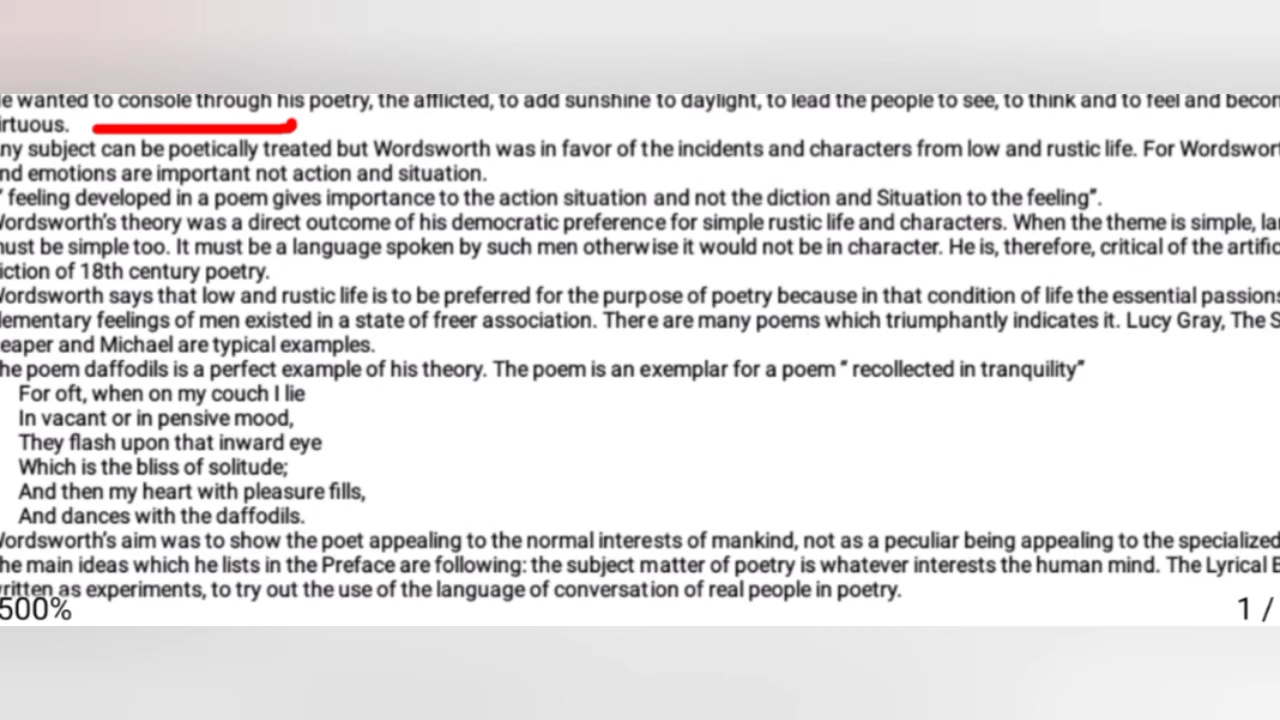 e wanted to console through his poetry, the afflicted, to add sunshine to daylight, to lead the people to see, to think and to feel and becon
irtuous.
ny subject can be poetically treated but Wordsworth was in favor of the incidents and characters from low and rustic life. For Wordswort
nd emotions are important not action and situation.
" feeling developed in a poem gives importance to the action situation and not the diction and Situation to the feeling".
Wordsworth's theory was a direct outcome of his democratic preference for simple rustic life and characters. When the theme is simple, la
must be simple too. It must be a language spoken by such men otherwise it would not be in character. He is, therefore, critical of the artific
iction of 18th century poetry.
Wordsworth says that low and rustic life is to be preferred for the purpose of poetry because in that condition of life the essential passions
lementary feelings of men existed in a state of freer association. There are many poems which triumphantly indicates it. Lucy Gray, The S
eaper and Michael are typical examples.
he poem daffodils is a perfect example of his theory. The poem is an exemplar for a poem " recollected in tranquility"
For oft, when on my couch I lie
In vacant or in pensive mood,
They flash upon that inward eye
Which is the bliss of solitude;
And then my heart with pleasure fills,
And dances with the daffodils.
Wordsworth's aim was to show the poet appealing to the normal interests of mankind, not as a peculiar being appealing to the specialized
he main ideas which he lists in the Preface are following: the subject matter of poetry is whatever interests the human mind. The Lyrical B
ritten as experiments, to try out the use of the language of conversation of real people in poetry.
500%
1 /